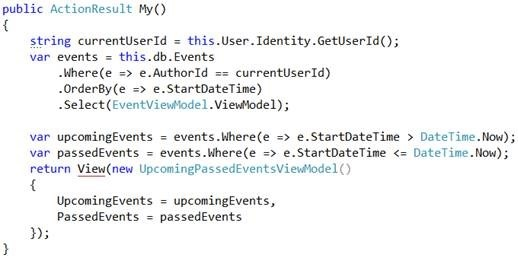 public ActionResult My()
{
    string currentUserId = this.User.Identity.GetUserId();
    var events = this.db.Events
        .Where(e => e.AuthorId == currentUserId)
        .OrderBy(e => e.StartDateTime)
        .Select(EventViewModel.ViewModel);

    var upcomingEvents = events.Where(e => e.StartDateTime > DateTime.Now);
    var passedEvents = events.Where(e => e.StartDateTime <= DateTime.Now);
    return View(new UpcomingPassedEventsViewModel()
    {
        UpcomingEvents = upcomingEvents,
        PassedEvents = passedEvents
    });
}